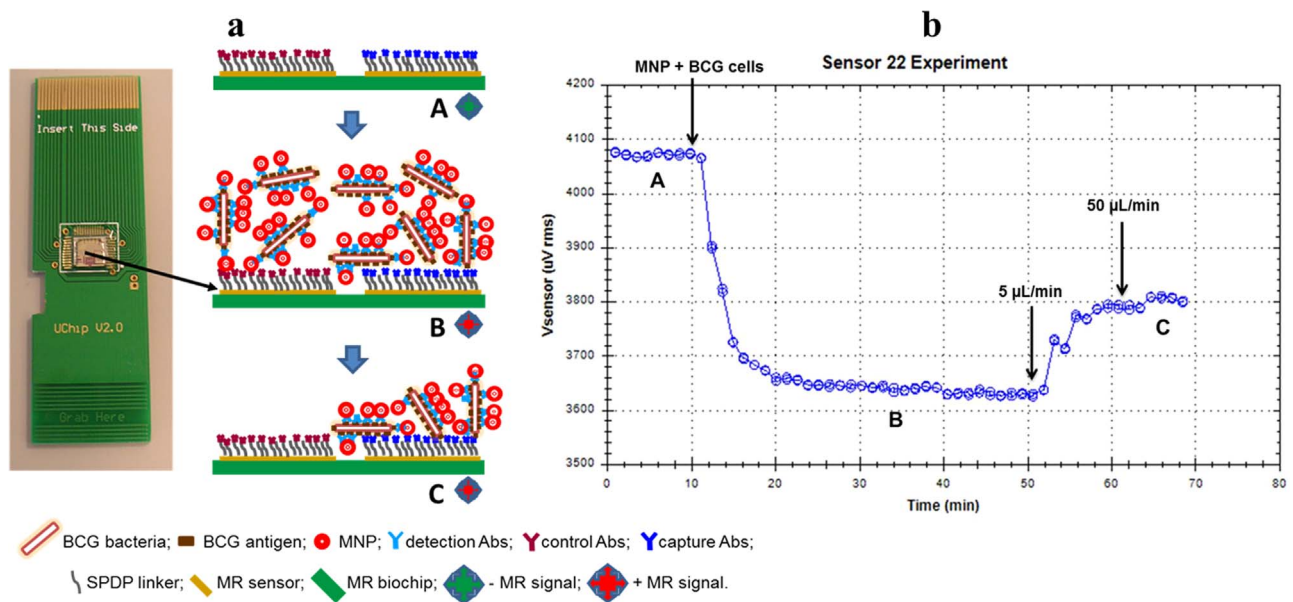 a
b
Insert This Side
UChip V2.0
Grab Here
A
B
C
MNP + BCG cells
Sensor 22 Experiment
Vsensor (uV rms)
4200
4100
4000
3900
3800
3700
3600
3500
A
B
C
5 µL/min
50 µL/min
0
10
20
30
40
50
60
70
80
Time (min)
BCG bacteria; BCG antigen; MNP; detection Abs; control Abs; capture Abs;
SPDP linker; MR sensor; MR biochip; - MR signal; + MR signal.